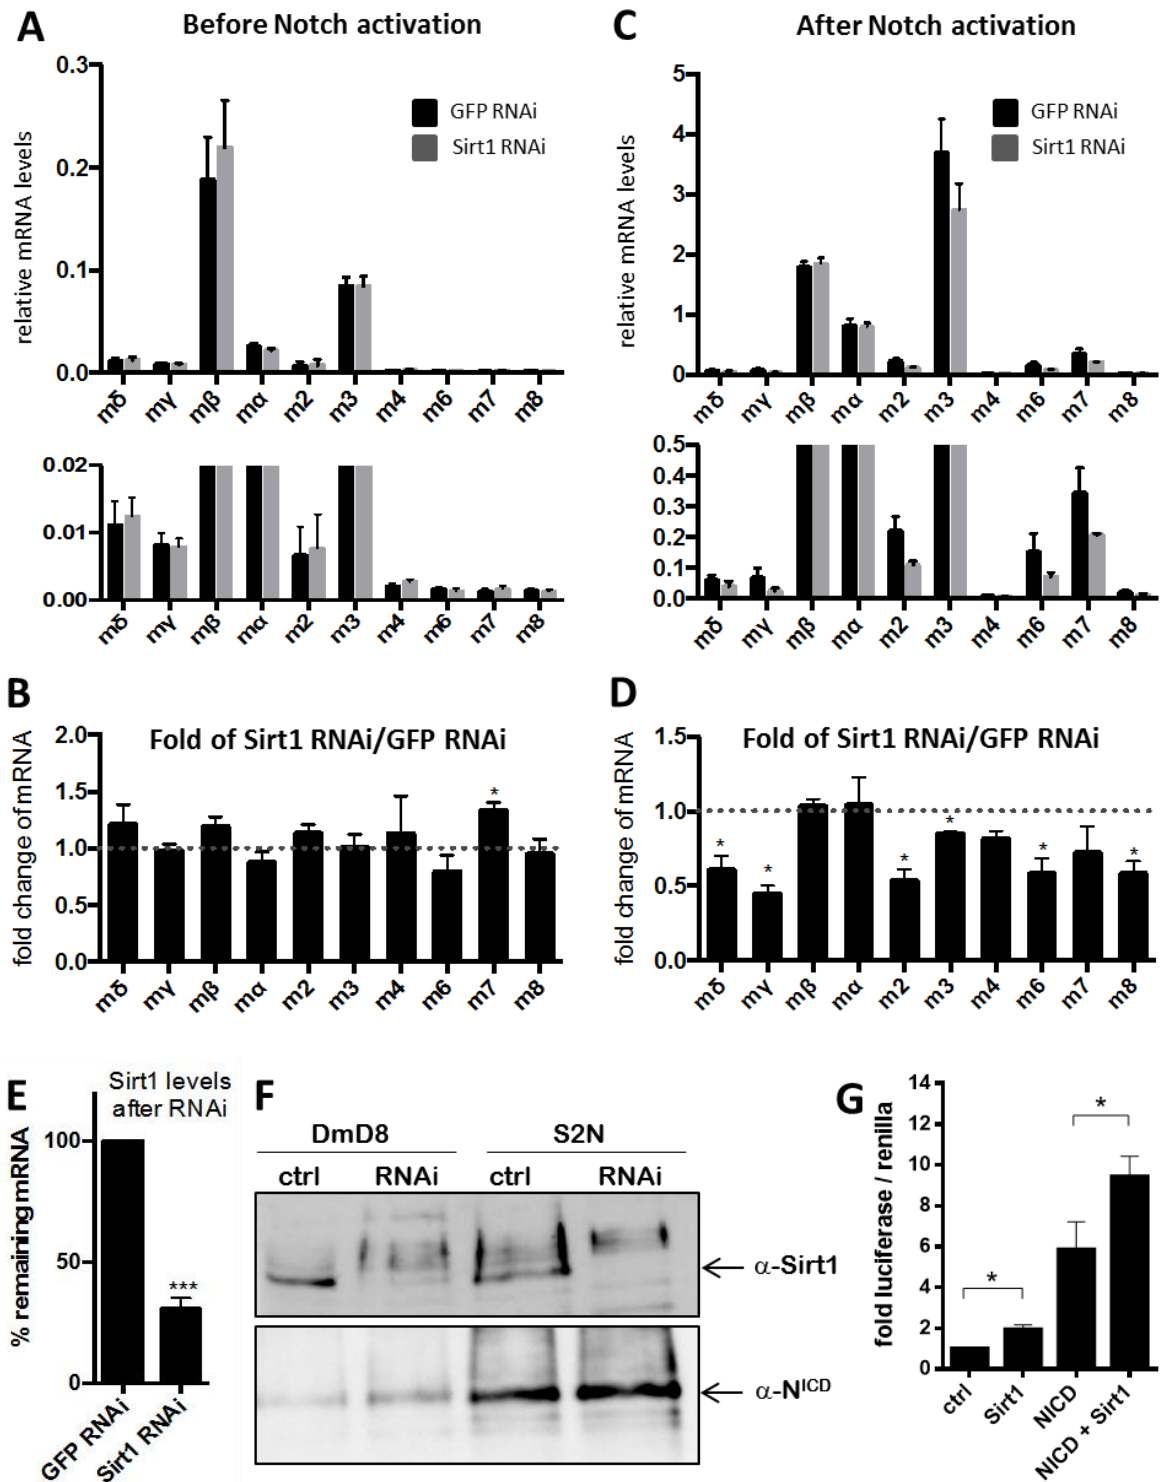 A
Before Notch activation
relative mRNA levels
0.3
0.2
0.1
0.0
GFP RNAi
Sirt1 RNAi
mδ mγ mβ mα m2 m3 m4 m6 m7 m8
0.02
0.01
0.00
mδ mγ mβ mα m2 m3 m4 m6 m7 m8
C
After Notch activation
relative mRNA levels
5
4
3
2
1
0
GFP RNAi
Sirt1 RNAi
mδ mγ mβ mα m2 m3 m4 m6 m7 m8
0.5
0.4
0.3
0.2
0.1
0.0
mδ mγ mβ mα m2 m3 m4 m6 m7 m8
B
Fold of Sirt1 RNAi/GFP RNAi
fold change of mRNA
2.0
1.5
1.0
0.5
0.0
*
mδ mγ mβ mα m2 m3 m4 m6 m7 m8
D
Fold of Sirt1 RNAi/GFP RNAi
fold change of mRNA
1.5
1.0
0.5
0.0
* * * * * *
mδ mγ mβ mα m2 m3 m4 m6 m7 m8
E
Sirt1 levels
after RNAi
% remaining mRNA
100
50
0
***
GFP RNAi
Sirt1 RNAi
F
DmD8 S2N
ctrl RNAi ctrl RNAi
α-Sirt1
α-NICD
G
fold luciferase / renilla
14
12
10
8
6
4
2
0
*
*
ctrl
Sirt1
NICD
NICD + Sirt1